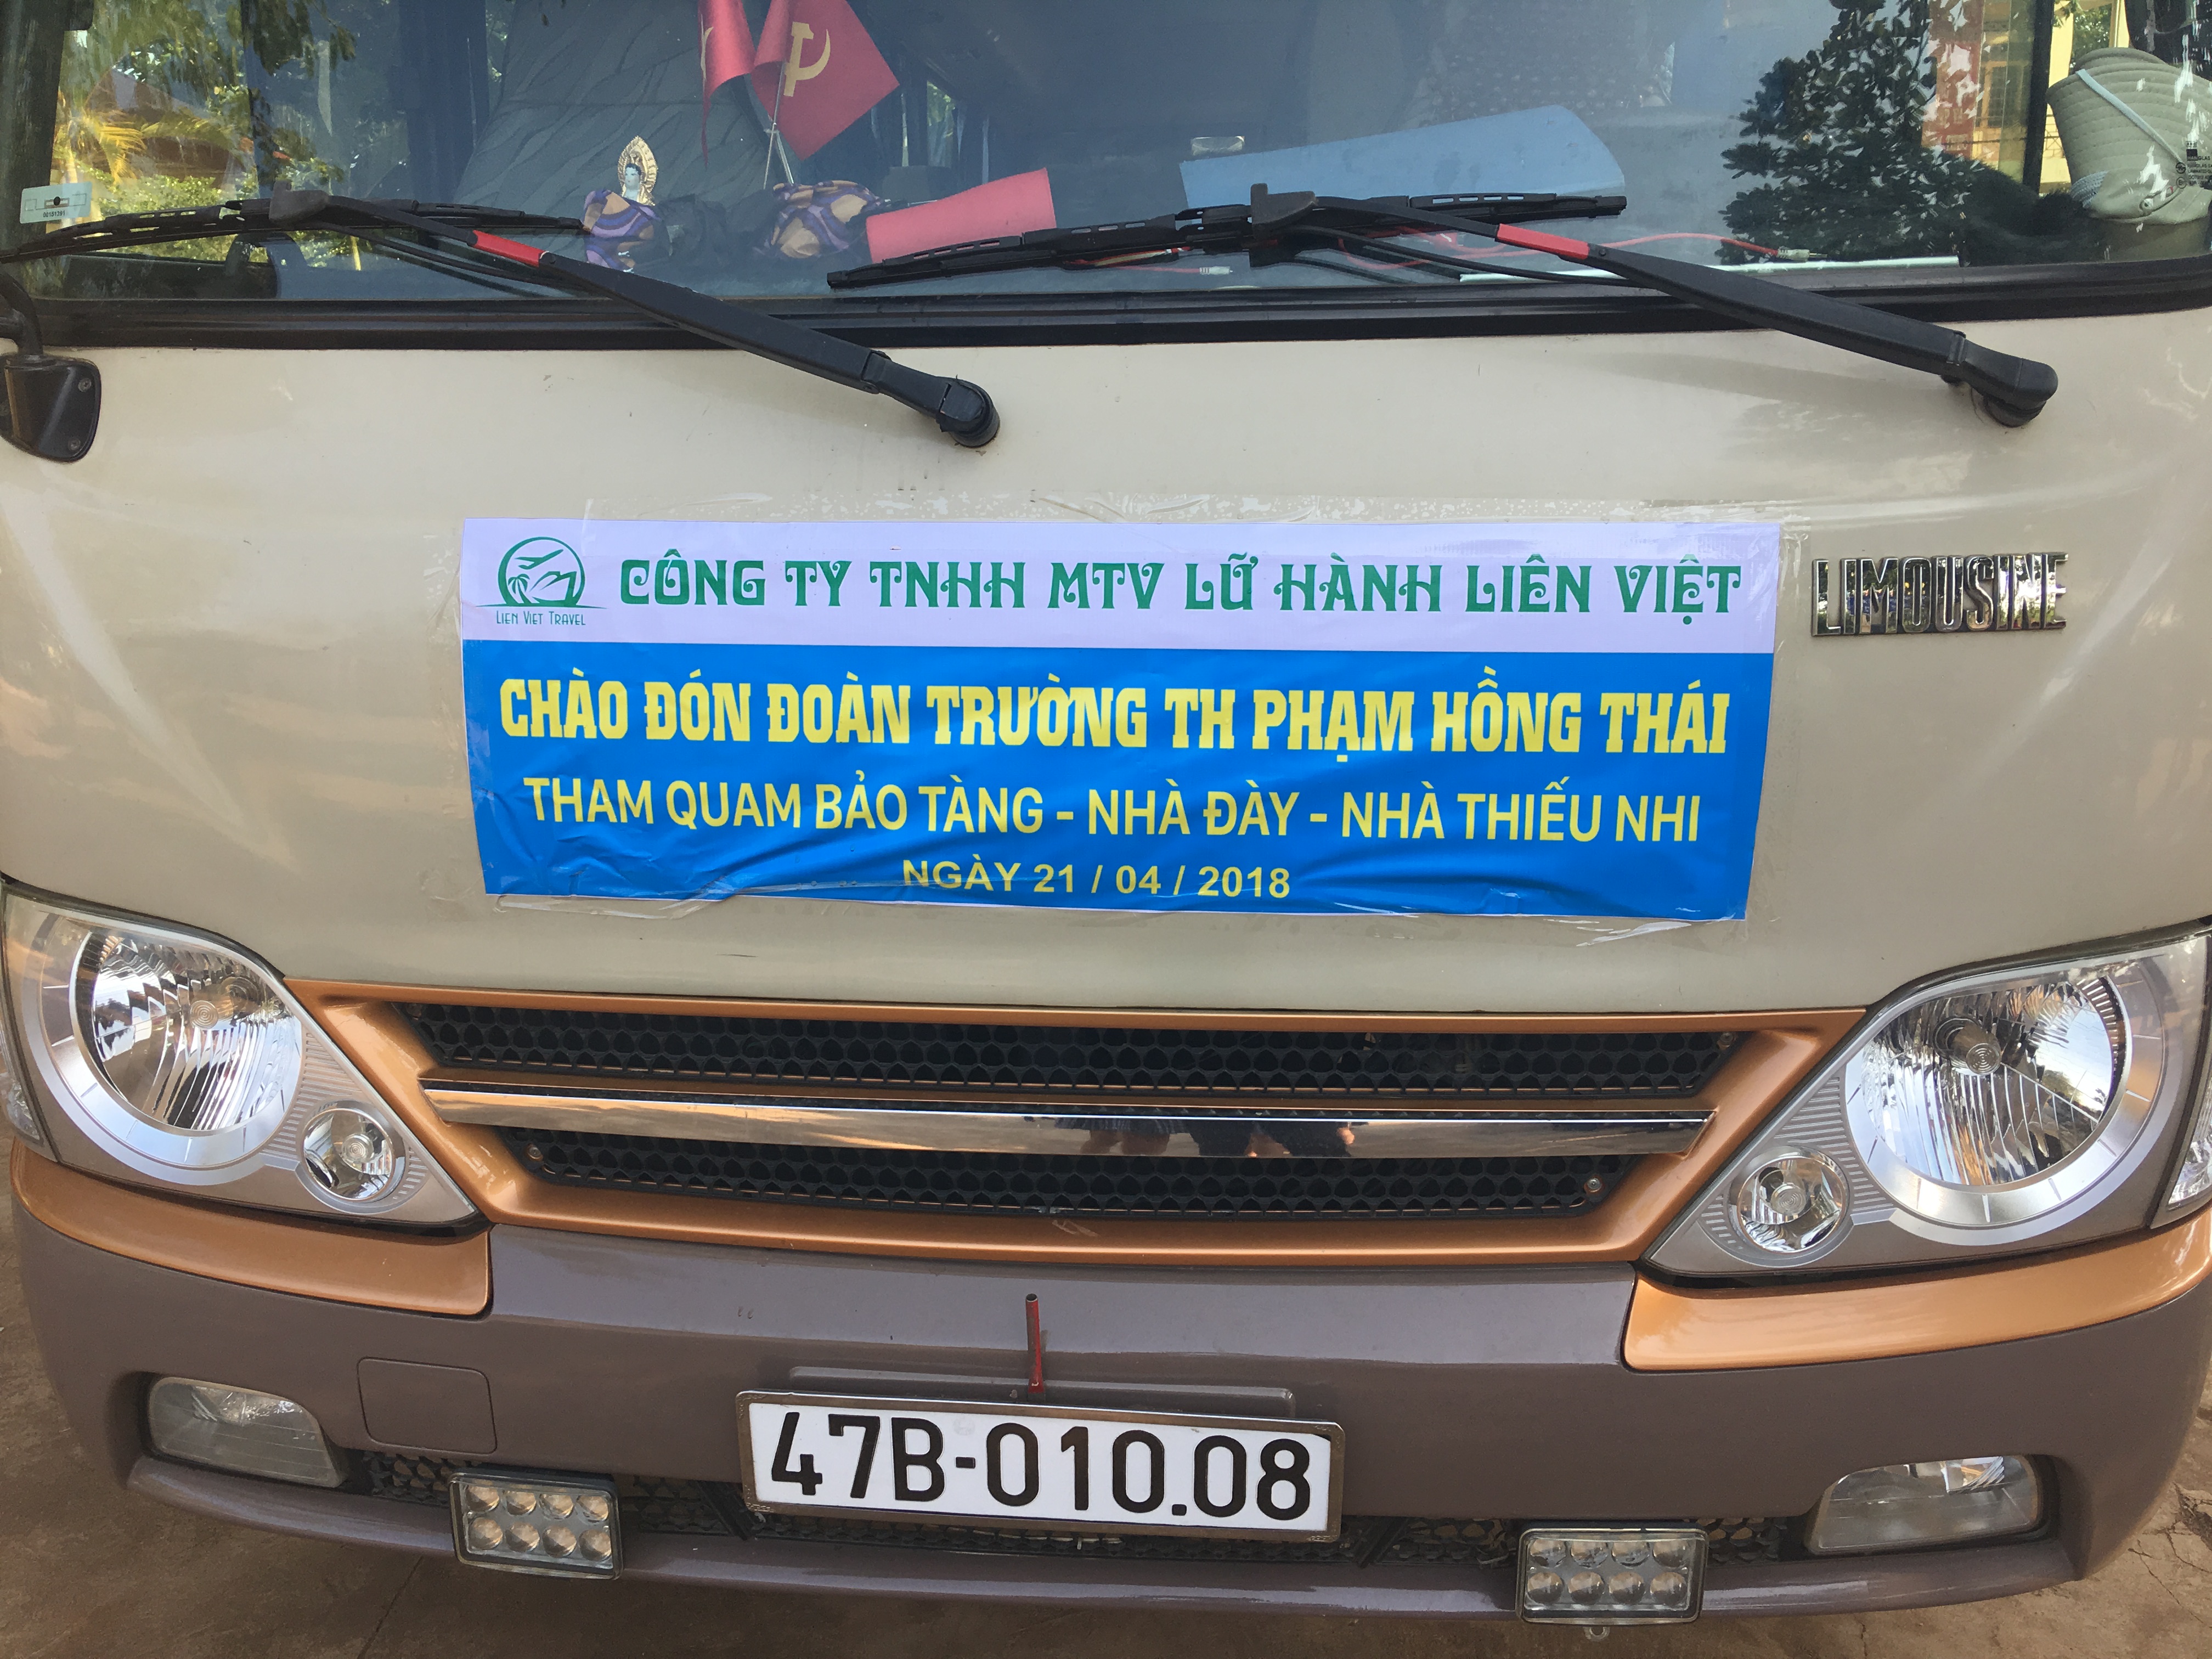 00181391
CÔNG TY TNHH MTV LỮ HÀNH LIÊN VIỆT
LIEN VIET TRAVEL
LIMOUSINE
CHÀO ĐÓN ĐOÀN TRƯỜNG TH PHẠM HỒNG THÁI
THAM QUAM BẢO TÀNG - NHÀ ĐÀY - NHÀ THIẾU NHI
NGÀY 21 / 04 / 2018
47B-010.08